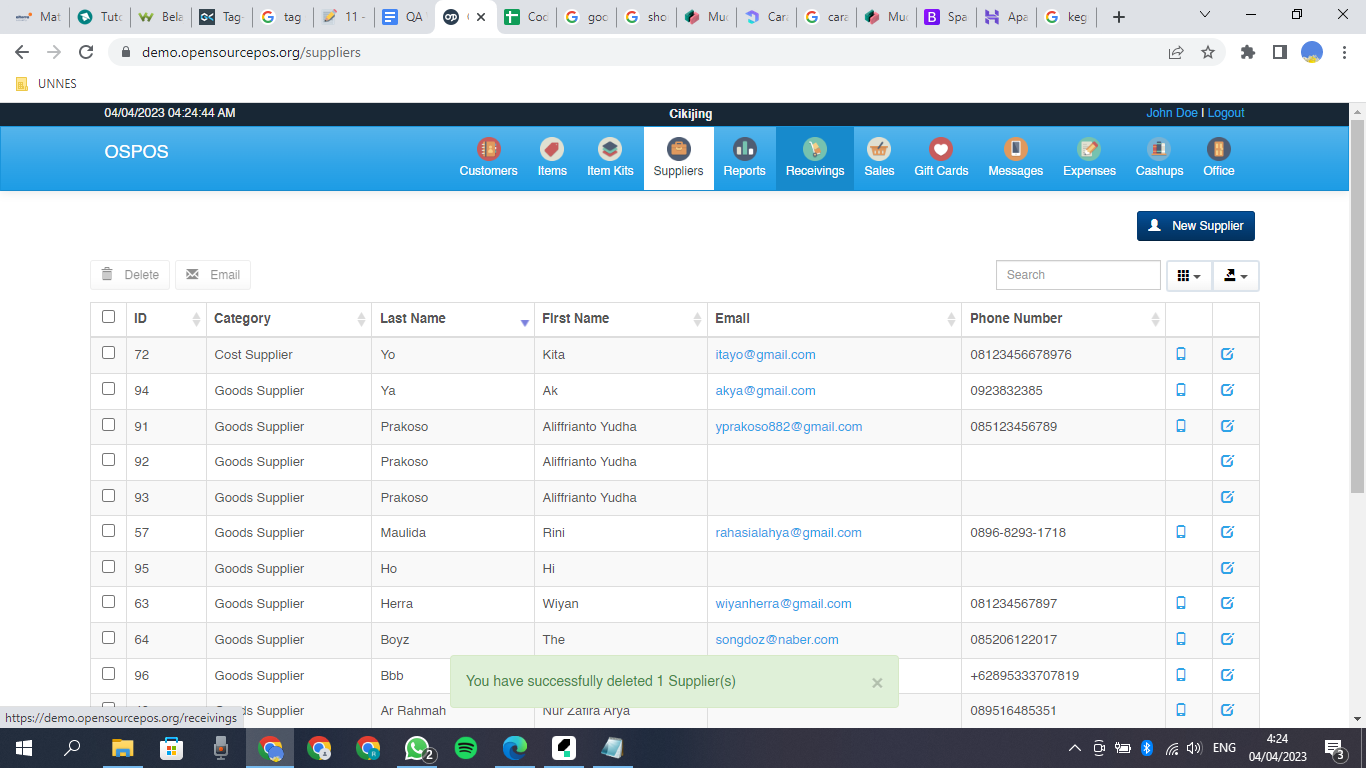 Mat Tuto Bela Tag- tag 11 - QA Cod goo sho Muc Cara cara Muc Spa Apa keg
demo.opensourcepos.org/suppliers
UNNES
04/04/2023 04:24:44 AM Cikijing John Doe | Logout
OSPOS Customers Items Item Kits Suppliers Reports Receivings Sales Gift Cards Messages Expenses Cashups Office
New Supplier
Delete Email Search
ID Category Last Name First Name Email Phone Number
72 Cost Supplier Yo Kita itayo@gmail.com 08123456678976
94 Goods Supplier Ya Ak akya@gmail.com 0923832385
91 Goods Supplier Prakoso Aliffrianto Yudha yprakoso882@gmail.com 085123456789
92 Goods Supplier Prakoso Aliffrianto Yudha
93 Goods Supplier Prakoso Aliffrianto Yudha
57 Goods Supplier Maulida Rini rahasialahya@gmail.com 0896-8293-1718
95 Goods Supplier Ho Hi
63 Goods Supplier Herra Wiyan wiyanherra@gmail.com 081234567897
64 Goods Supplier Boyz The songdoz@naber.com 085206122017
96 Goods Supplier Bbb +62895333707819
You have successfully deleted 1 Supplier(s) ×
Goods Supplier Ar Rahmah Nur Zafira Arya 089516485351
https://demo.opensourcepos.org/receivings
2 ENG 4:24
04/04/2023 3